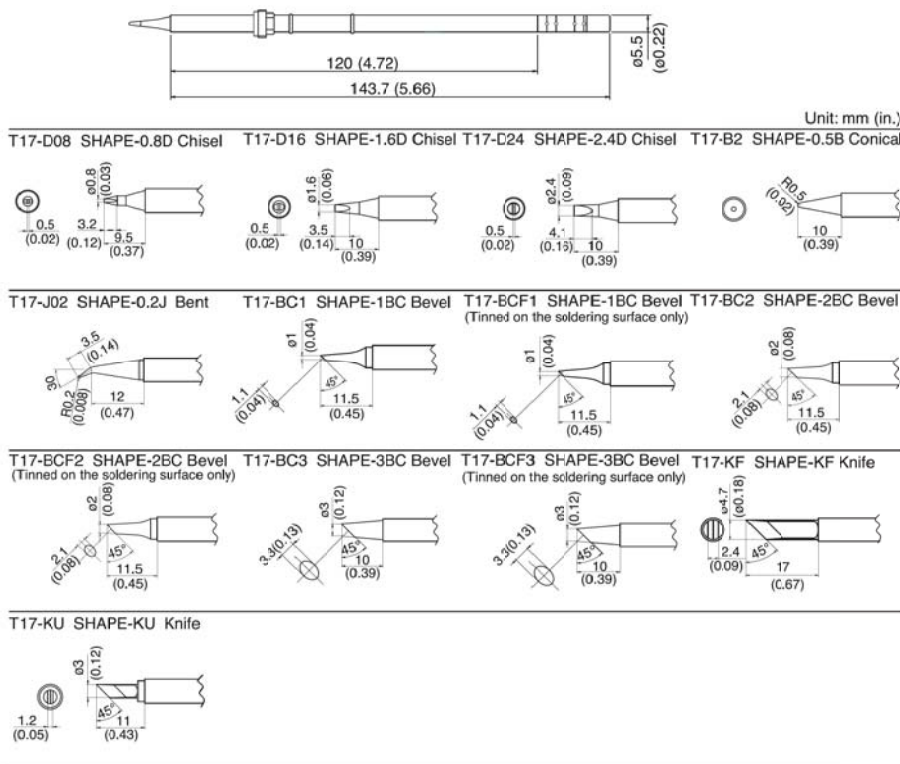 120 (4.72)
143.7 (5.66)
ø5.5
(ø0.22)
Unit: mm (in.)
T17-D08 SHAPE-0.8D Chisel
ø0.8
(0.03)
0.5
(0.02)
3.2
(0.12)
9.5
(0.37)
T17-D16 SHAPE-1.6D Chisel
ø1.6
(0.06)
0.5
(0.02)
3.5
(0.14)
10
(0.39)
T17-D24 SHAPE-2.4D Chisel
ø2.4
(0.09)
0.5
(0.02)
(0.16)
10
(0.39)
T17-B2 SHAPE-0.5B Conical
R0.5
10
(0.39)
T17-J02 SHAPE-0.2J Bent
3.5
(0.14)
30
R0.2
(0.008)
12
(0.47)
T17-BC1 SHAPE-1BC Bevel
ø1
(0.04)
1.1
(0.04)
45°
11.5
(0.45)
T17-BCF1 SHAPE-1BC Bevel
(Tinned on the soldering surface only)
ø1
(0.04)
1.1
(0.04)
45°
11.5
(0.45)
T17-BC2 SHAPE-2BC Bevel
ø2
(0.08)
2.1
(0.08)
45°
11.5
(0.45)
T17-BCF2 SHAPE-2BC Bevel
(Tinned on the soldering surface only)
ø2
(0.08)
2.1
(0.08)
45°
11.5
(0.45)
T17-BC3 SHAPE-3BC Bevel
ø3
(0.12)
3.3(0.13)
45°
10
(0.39)
T17-BCF3 SHAPE-3BC Bevel
(Tinned on the soldering surface only)
ø3
(0.12)
3.3(0.13)
45°
10
(0.39)
T17-KF SHAPE-KF Knife
ø4.7
(ø0.18)
2.4
(0.09)
45°
17
(0.67)
T17-KU SHAPE-KU Knife
ø3
(0.12)
1.2
(0.05)
45°
11
(0.43)